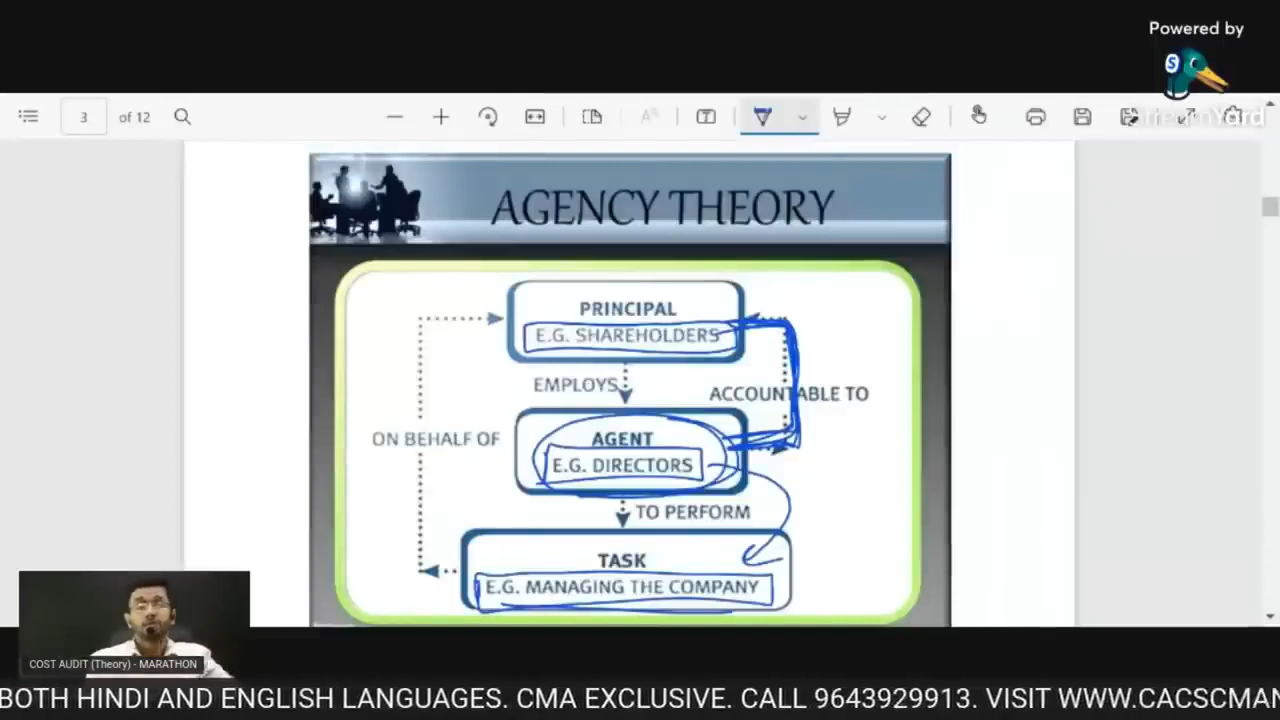 Powered by
S
3 of 12
AGENCY THEORY
PRINCIPAL
E.G. SHAREHOLDERS
EMPLOYS
ACCOUNTABLE TO
ON BEHALF OF
AGENT
E.G. DIRECTORS
TO PERFORM
TASK
E.G. MANAGING THE COMPANY
COST AUDIT (Theory) - MARATHON
BOTH HINDI AND ENGLISH LANGUAGES. CMA EXCLUSIVE. CALL 9643929913. VISIT WWW.CACSCMAN